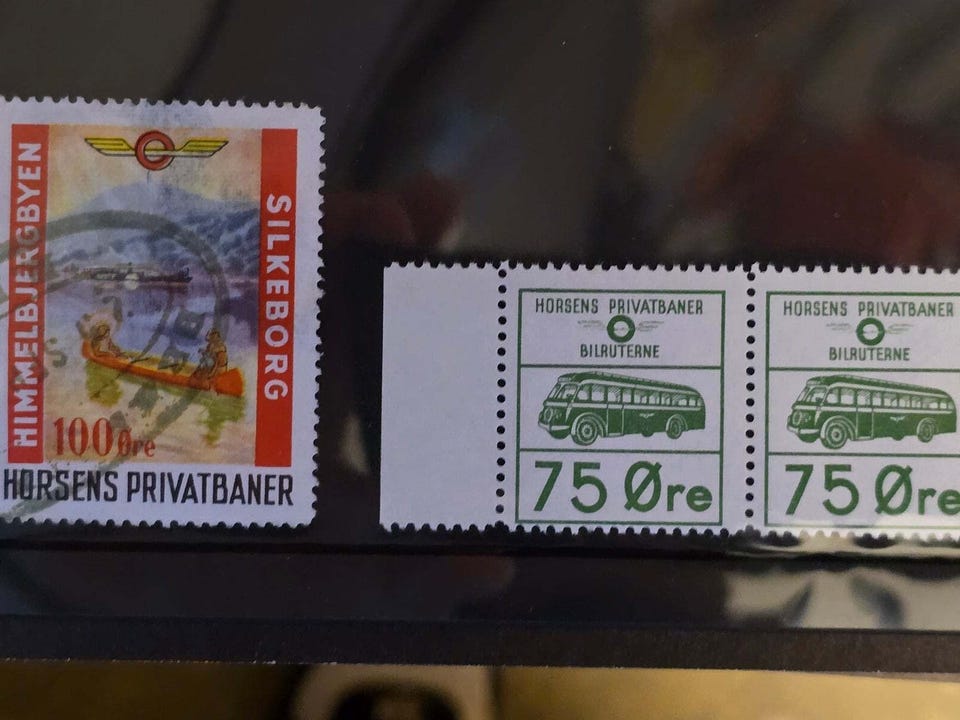 HIMMELBJERGBYEN
SILKEBORG
100 Øre
HORSENS PRIVATBANER
HORSENS PRIVATBANER
BILRUTERNE
75 Øre
HORSENS PRIVATBANER
BILRUTERNE
75 Øre